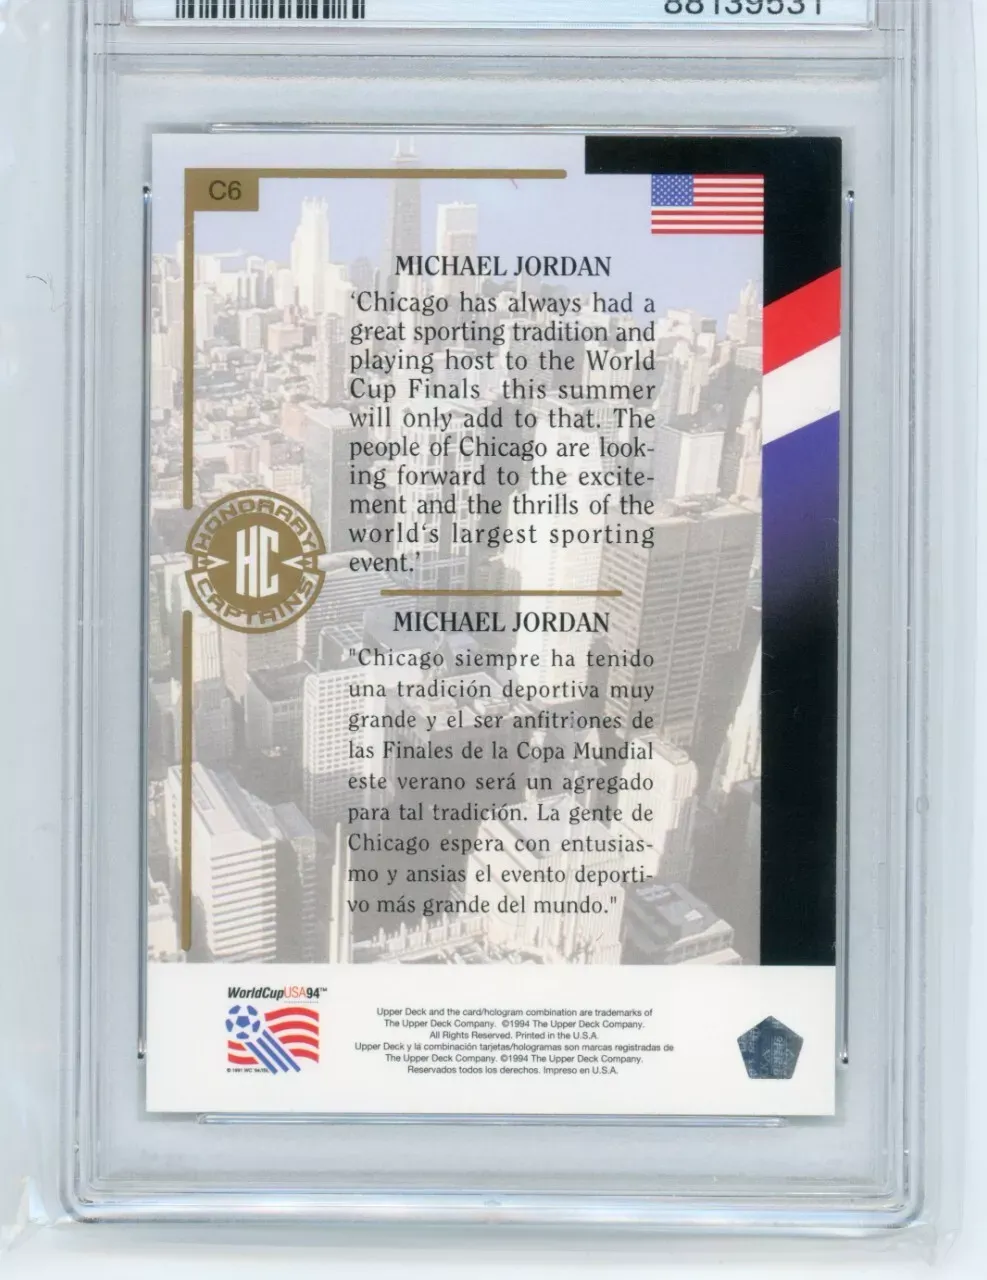 88139531
C6
MICHAEL JORDAN
‘Chicago has always had a
great sporting tradition and
playing host to the World
Cup Finals this summer
will only add to that. The
people of Chicago are look-
ing forward to the excite-
ment and the thrills of the
world‘s largest sporting
event.’
HONORARY
HC
CAPTAINS
MICHAEL JORDAN
"Chicago siempre ha tenido
una tradición deportiva muy
grande y el ser anfitriones de
las Finales de la Copa Mundial
este verano será un agregado
para tal tradición. La gente de
Chicago espera con entusias-
mo y ansias el evento deporti-
vo más grande del mundo."
WorldCupUSA94™
Upper Deck and the card/hologram combination are trademarks of
The Upper Deck Company. ©1994 The Upper Deck Company.
All Rights Reserved. Printed in the U.S.A.
Upper Deck y la combinación tarjetas/hologramas son marcas registradas de
The Upper Deck Company. ©1994 The Upper Deck Company.
Reservados todos los derechos. Impreso en U.S.A.